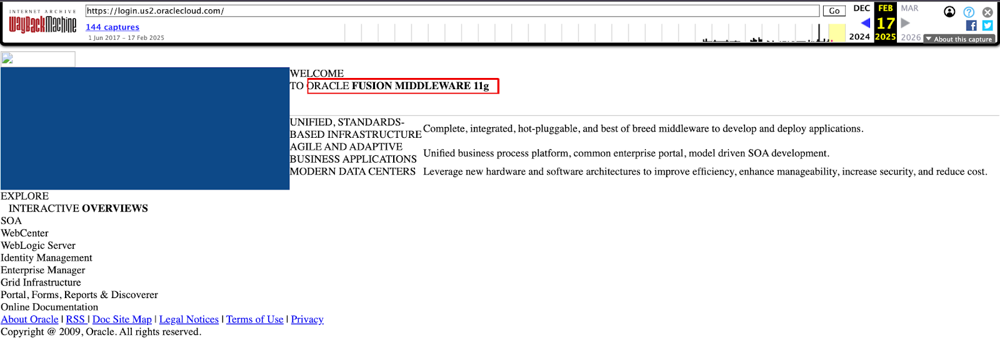 INTERNET ARCHIVE
WayBackMachine
https://login.us2.oraclecloud.com/
Go
144 captures
1 Jun 2017 - 17 Feb 2025
DEC
FEB
MAR
17
2024
2025
2026
About this capture
WELCOME
TO ORACLE FUSION MIDDLEWARE 11g
UNIFIED, STANDARDS-
BASED INFRASTRUCTURE
Complete, integrated, hot-pluggable, and best of breed middleware to develop and deploy applications.
AGILE AND ADAPTIVE
BUSINESS APPLICATIONS
Unified business process platform, common enterprise portal, model driven SOA development.
MODERN DATA CENTERS
Leverage new hardware and software architectures to improve efficiency, enhance manageability, increase security, and reduce cost.
EXPLORE
INTERACTIVE OVERVIEWS
SOA
WebCenter
WebLogic Server
Identity Management
Enterprise Manager
Grid Infrastructure
Portal, Forms, Reports & Discoverer
Online Documentation
About Oracle | RSS | Doc Site Map | Legal Notices | Terms of Use | Privacy
Copyright @ 2009, Oracle. All rights reserved.